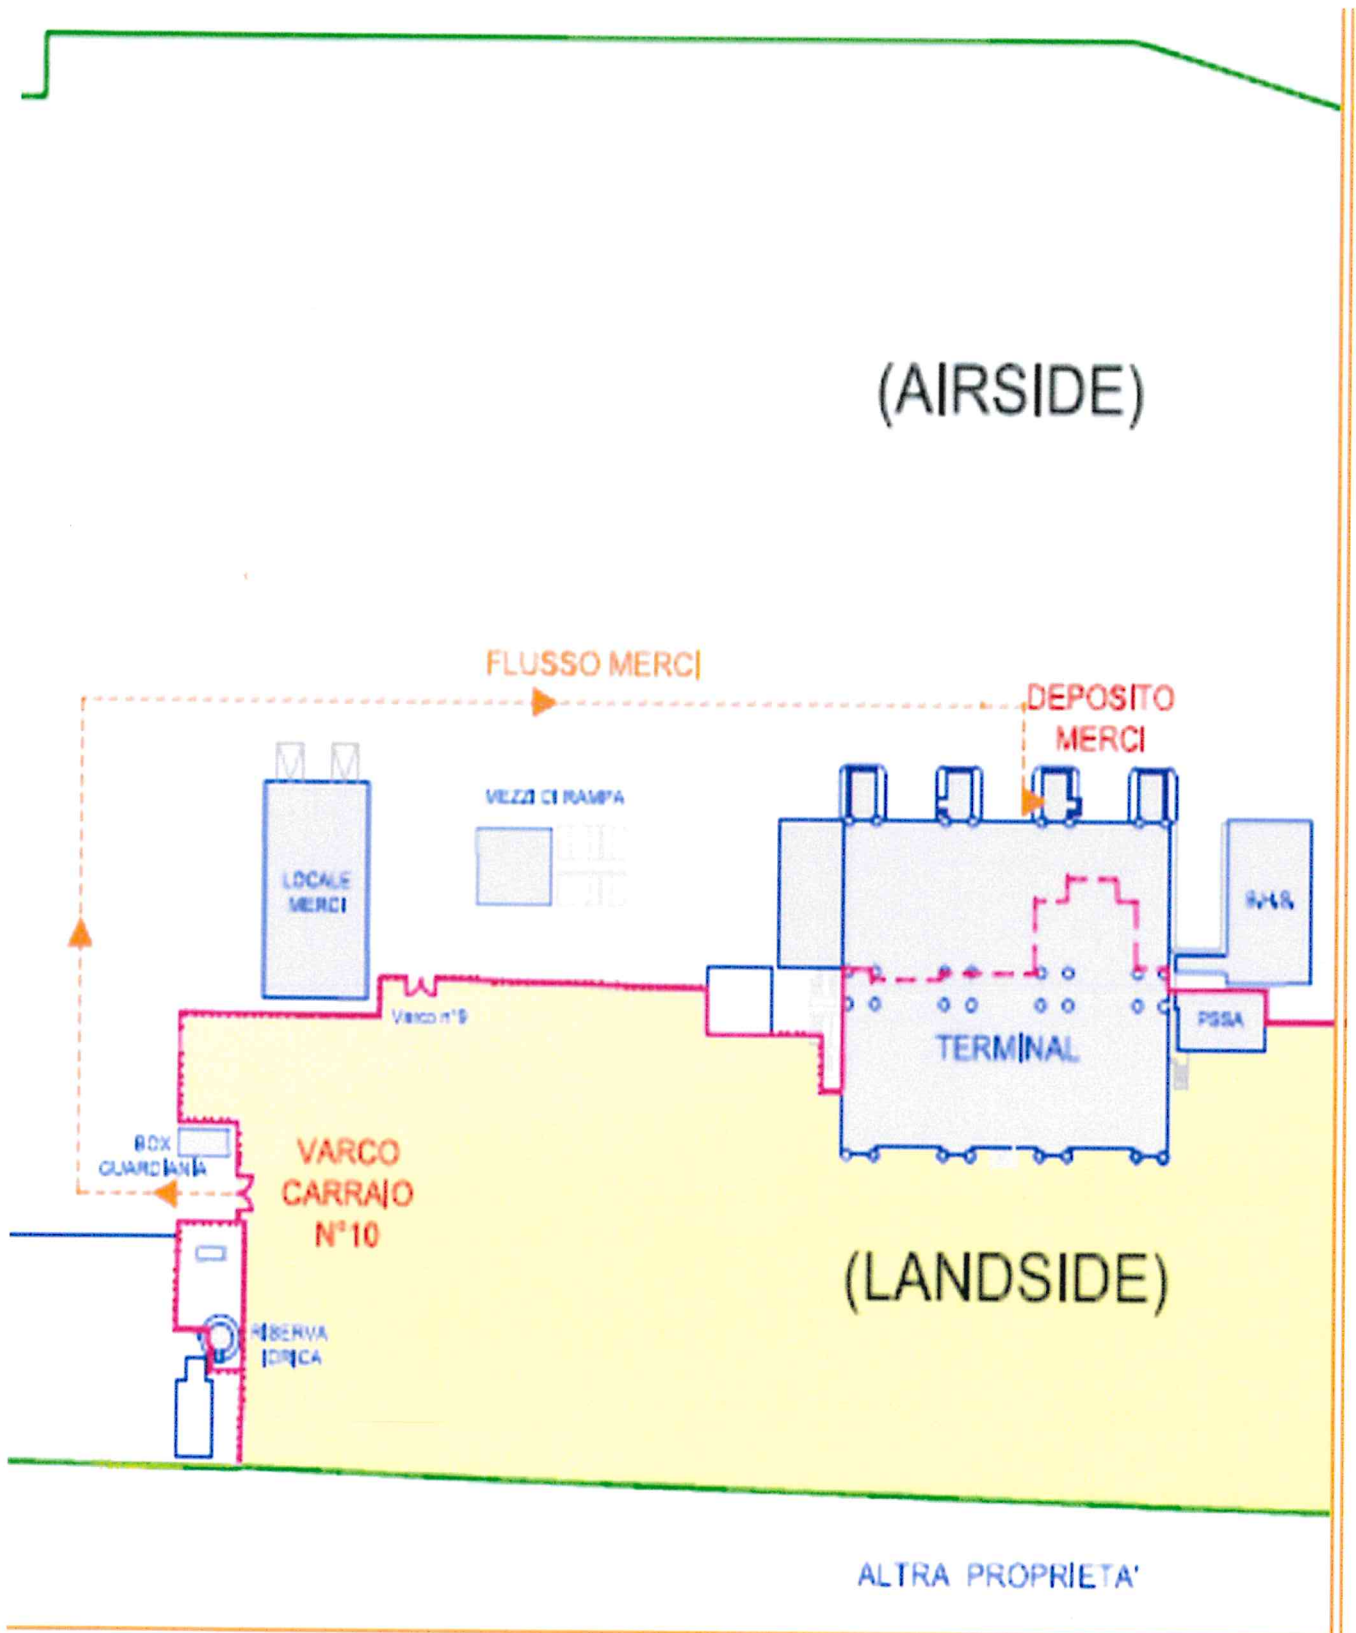 (AIRSIDE)
FLUSSO MERCI
DEPOSITO
MERCI
MEZZI DI RAMPA
LOCALE
MERCI
B.H.S.
Varco n°9
PSSA
TERMINAL
BOX
GUARDIANIA
VARCO
CARRAIO
N°10
(LANDSIDE)
RISERVA
IDRICA
ALTRA PROPRIETA'